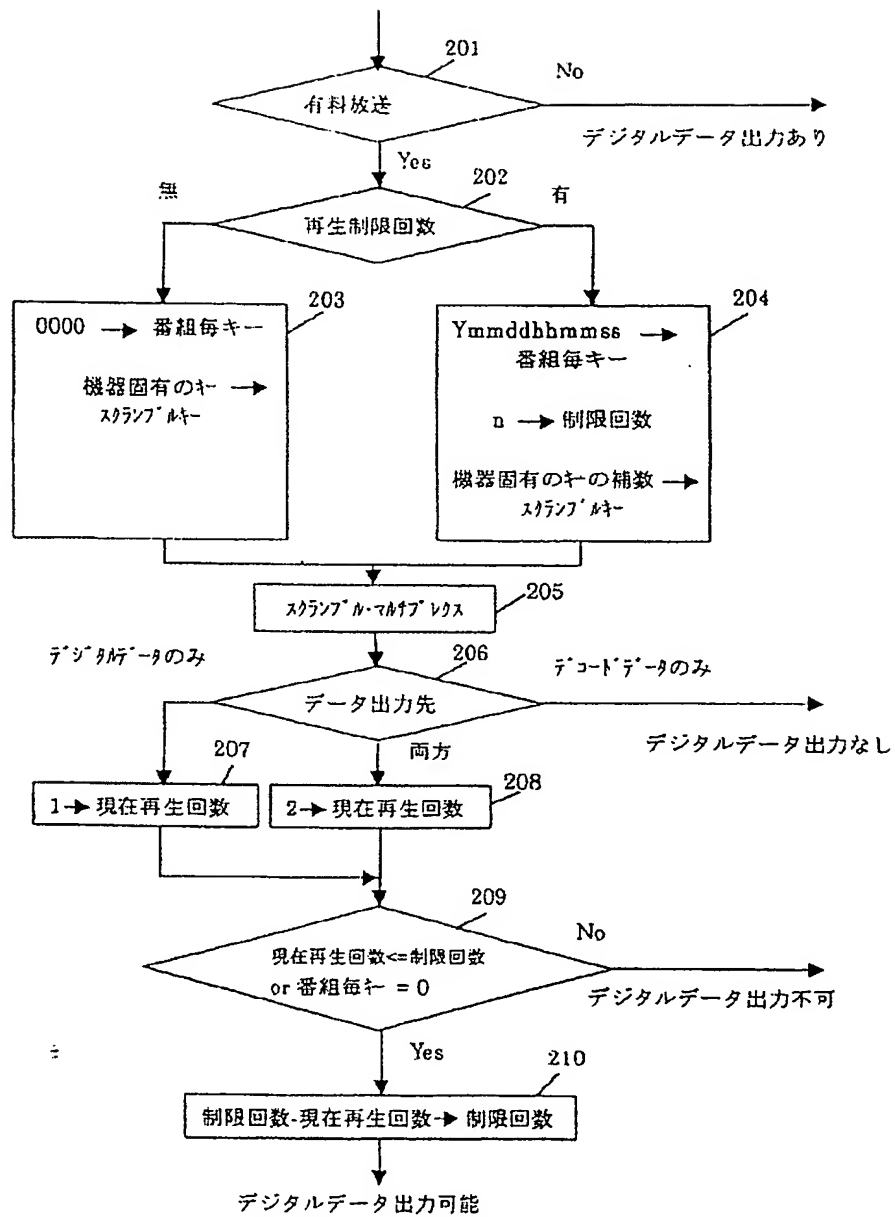 201
No
有料放送
デジタルデータ出力あり
Yes
202
無
有
再生制限回数
203
0000 → 番組毎キー
機器固有のキー →
スクランブルキー
204
Ymmddhhmmss →
番組毎キー
n → 制限回数
機器固有のキーの補数 →
スクランブルキー
スクランブル・マルチプレクス
205
デジタルデータのみ
206
デコードデータのみ
データ出力先
デジタルデータ出力なし
両方
207
1→現在再生回数
208
2→現在再生回数
209
No
現在再生回数<=制限回数
or 番組毎キー = 0
デジタルデータ出力不可
Yes
210
制限回数-現在再生回数→制限回数
デジタルデータ出力可能